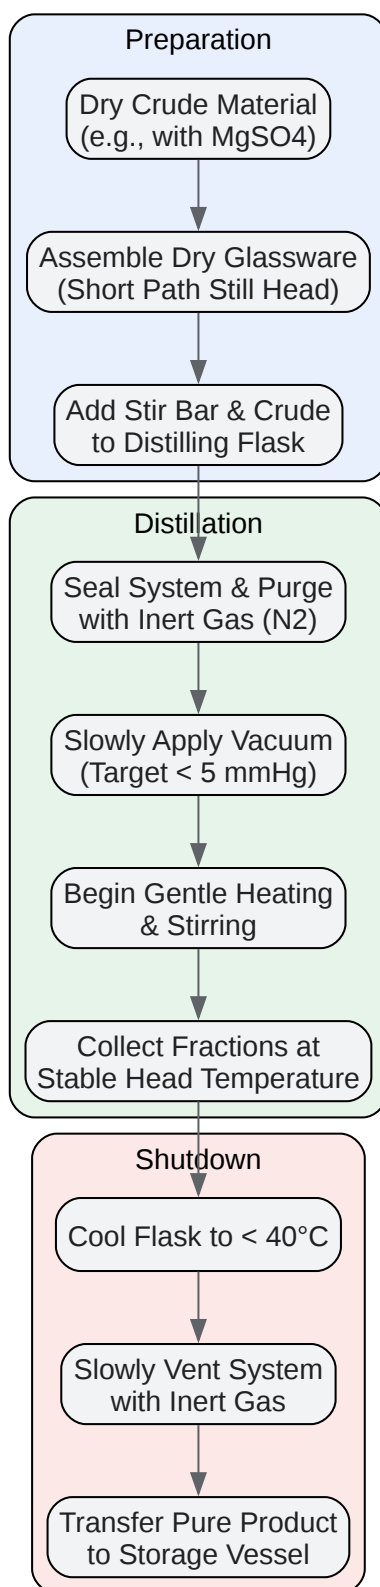 Preparation
Dry Crude Material
(e.g., with MgSO4)
Assemble Dry Glassware
(Short Path Still Head)
Add Stir Bar & Crude
to Distilling Flask
Distillation
Seal System & Purge
with Inert Gas (N2)
Slowly Apply Vacuum
(Target < 5 mmHg)
Begin Gentle Heating
& Stirring
Collect Fractions at
Stable Head Temperature
Shutdown
Cool Flask to < 40°C
Slowly Vent System
with Inert Gas
Transfer Pure Product
to Storage Vessel